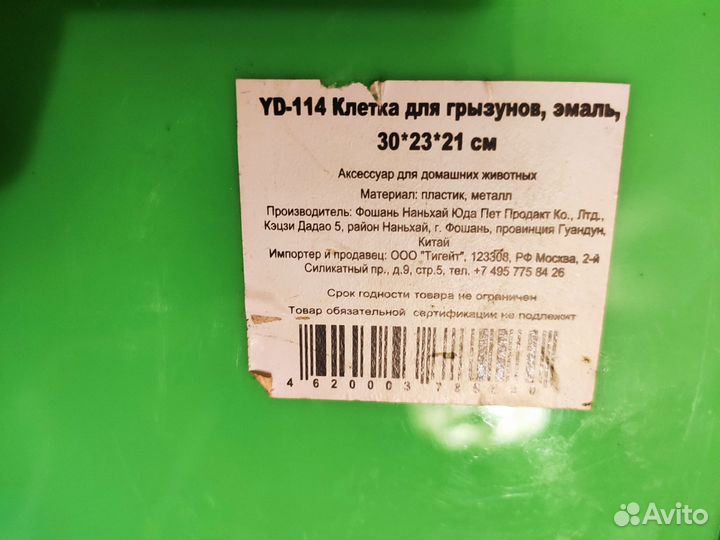 YD-114 Клетка для грызунов, эмаль,
30*23*21 см
Аксессуар для домашних животных
Материал: пластик, металл
Производитель: Фошань Наньхай Юда Пет Продакт Ко., Лтд.,
Кэцзи Дадао 5, район Наньхай, г. Фошань, провинция Гуандун,
Китай
Импортер и продавец: ООО "Тигейт", 123308, РФ Москва, 2-й
Силикатный пр., д.9, стр.5, тел. +7 495 775 84 26
Срок годности товара не ограничен
Товар обязательной сертификации не подлежит
4 620003
Avito